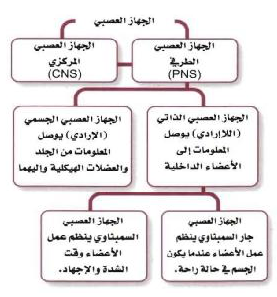 الجهاز العصبي
الجهاز العصبي
الطرفي
(PNS)
الجهاز العصبي
المركزي
(CNS)
الجهاز العصبي الذاتي
(اللاإرادي) يوصل
المعلومات إلى
الأعضاء الداخلية
الجهاز العصبي الجسمي
(الإرادي) يوصل
المعلومات من الجلد
والعضلات الهيكلية وإليهما
الجهاز العصبي
جار السمبثاوي ينظم
عمل الأعضاء عندما يكون
الجسم في حالة راحة.
الجهاز العصبي
السمبثاوي ينظم عمل
الأعضاء وقت
الشدة والإجهاد.